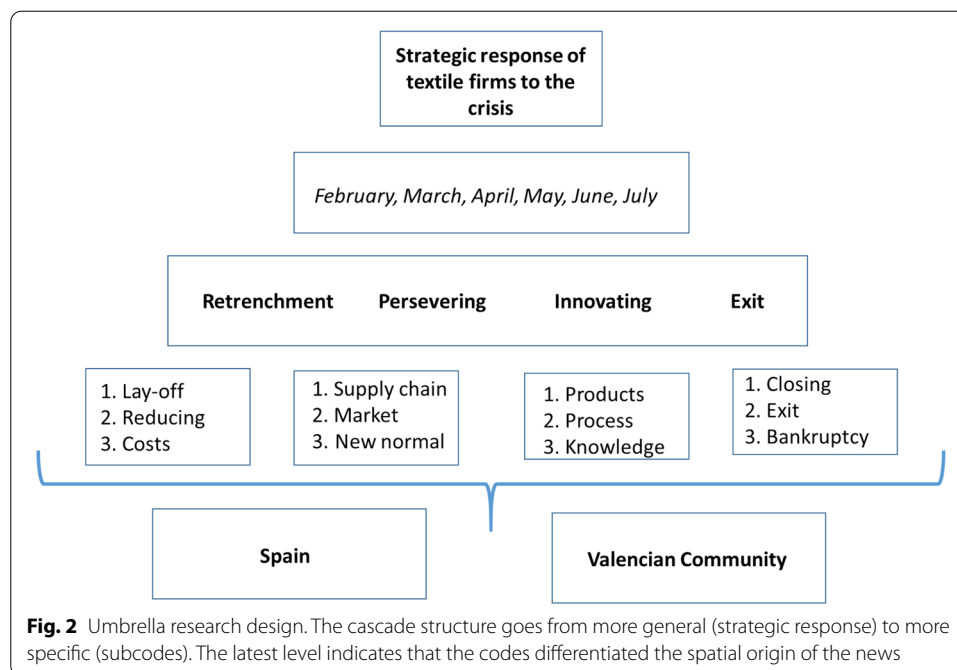 Strategic response of
textile firms to the
crisis
February, March, April, May, June, July
Retrenchment Persevering Innovating Exit
1. Lay-off
2. Reducing
3. Costs
1. Supply chain
2. Market
3. New normal
1. Products
2. Process
3. Knowledge
1. Closing
2. Exit
3. Bankruptcy
Spain
Valencian Community
Fig. 2 Umbrella research design. The cascade structure goes from more general (strategic response) to more
specific (subcodes). The latest level indicates that the codes differentiated the spatial origin of the news